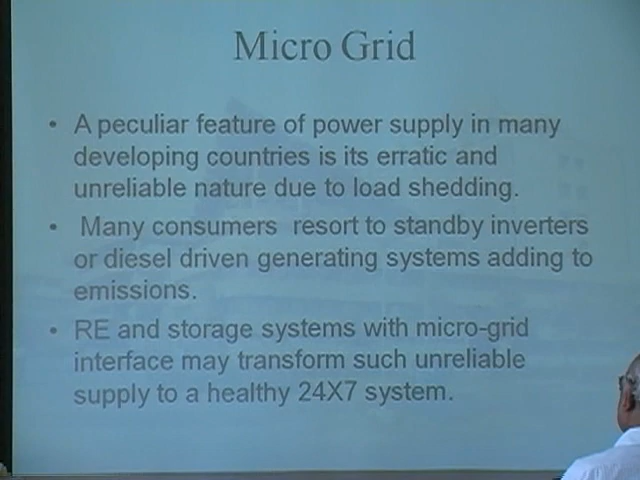 Micro Grid
• A peculiar feature of power supply in many
developing countries is its erratic and
unreliable nature due to load shedding.
• Many consumers resort to standby inverters
or diesel driven generating systems adding to
emissions.
• RE and storage systems with micro-grid
interface may transform such unreliable
supply to a healthy 24X7 system.